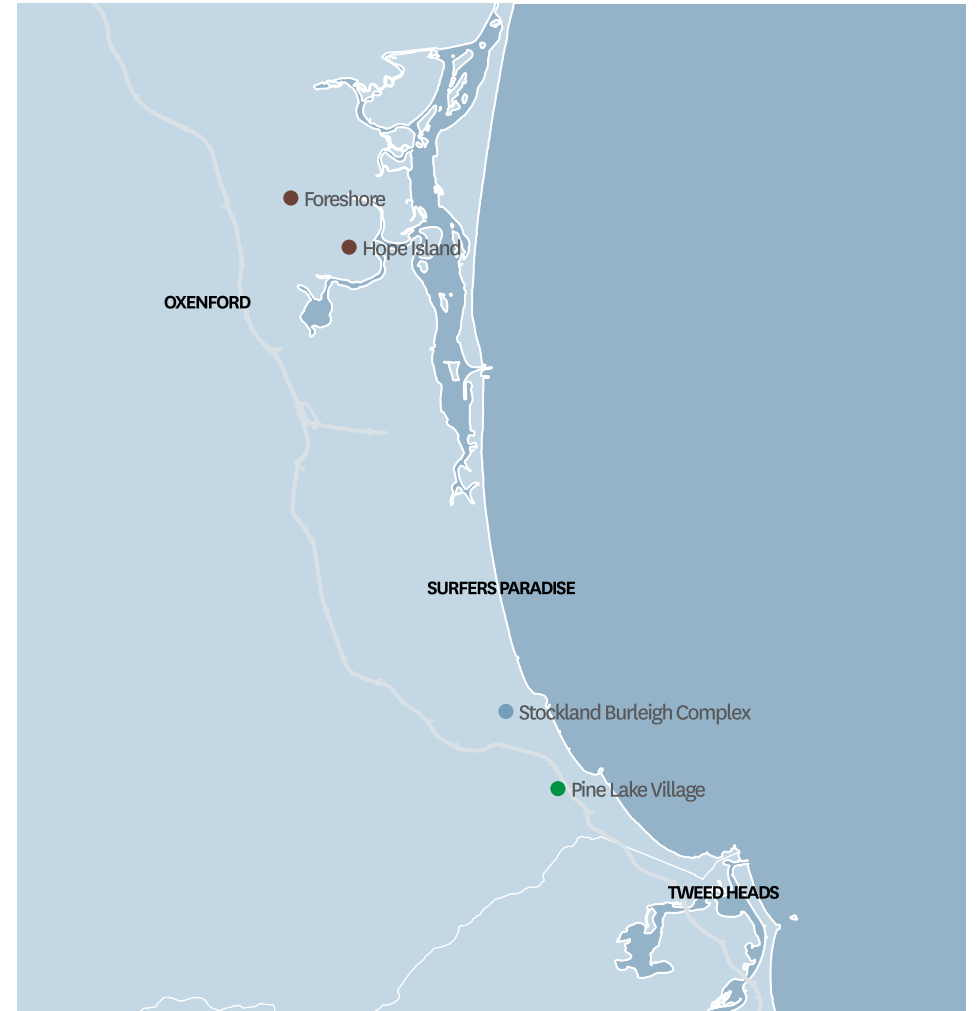 Foreshore
Hope Island
OXENFORD
SURFERS PARADISE
Stockland Burleigh Complex
Pine Lake Village
TWEED HEADS